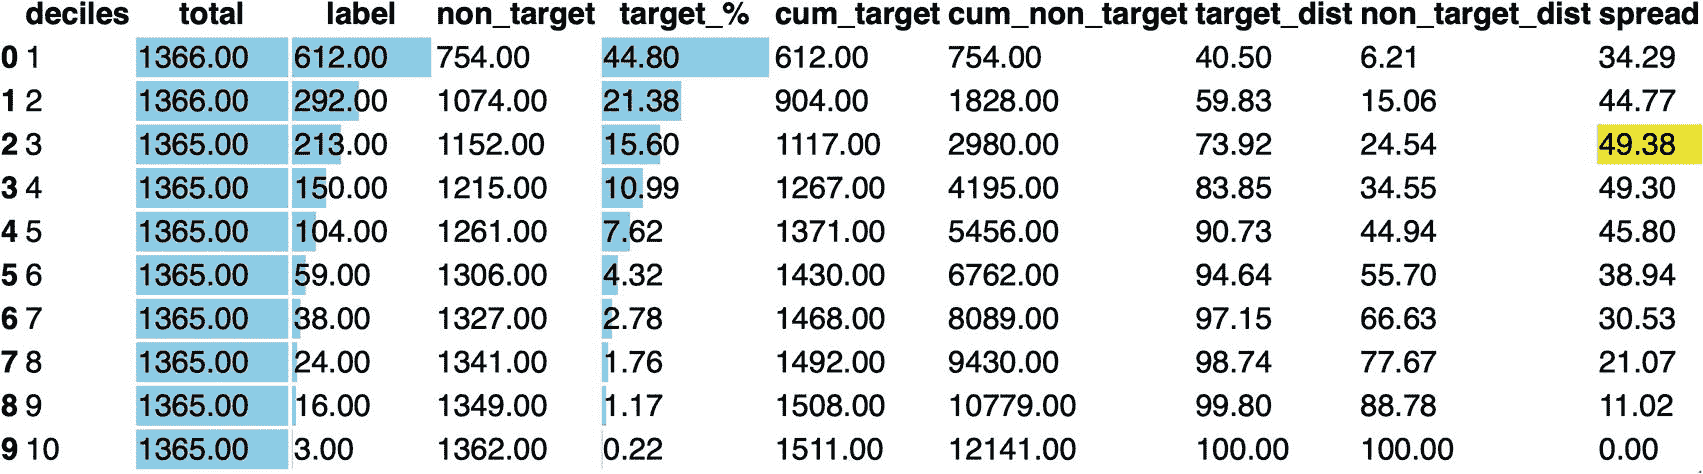 deciles total label non_target target_% cum_target cum_non_target target_dist non_target_dist spread
0 1 1366.00 612.00 754.00 44.80 612.00 754.00 40.50 6.21 34.29
1 2 1366.00 292.00 1074.00 21.38 904.00 1828.00 59.83 15.06 44.77
2 3 1365.00 213.00 1152.00 15.60 1117.00 2980.00 73.92 24.54 49.38
3 4 1365.00 150.00 1215.00 10.99 1267.00 4195.00 83.85 34.55 49.30
4 5 1365.00 104.00 1261.00 7.62 1371.00 5456.00 90.73 44.94 45.80
5 6 1365.00 59.00 1306.00 4.32 1430.00 6762.00 94.64 55.70 38.94
6 7 1365.00 38.00 1327.00 2.78 1468.00 8089.00 97.15 66.63 30.53
7 8 1365.00 24.00 1341.00 1.76 1492.00 9430.00 98.74 77.67 21.07
8 9 1365.00 16.00 1349.00 1.17 1508.00 10779.00 99.80 88.78 11.02
9 10 1365.00 3.00 1362.00 0.22 1511.00 12141.00 100.00 100.00 0.00